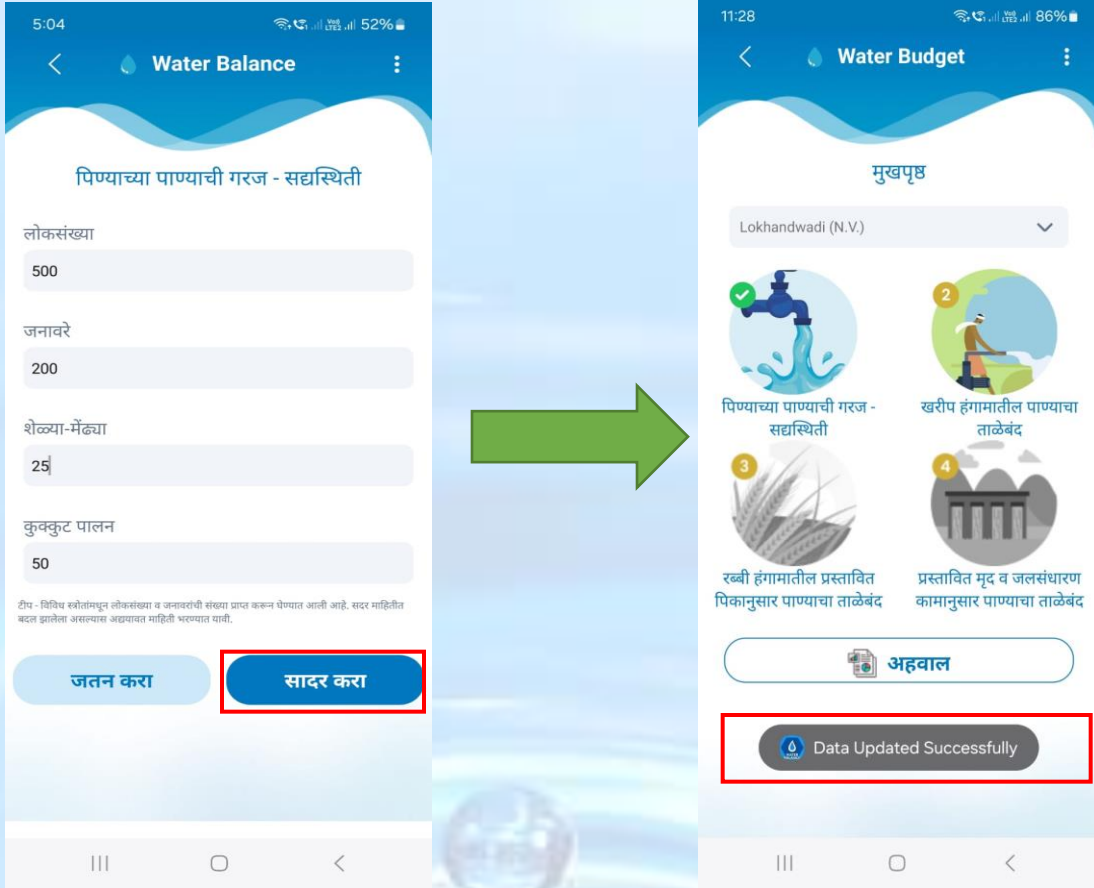 5:04
52%
Water Balance
पिण्याच्या पाण्याची गरज - सद्यस्थिती
लोकसंख्या
500
जनावरे
200
शेळ्या-मेंढ्या
25
कुक्कुट पालन
50
टीप - विविध स्त्रोतांमधून लोकसंख्या व जनावरांची संख्या प्राप्त करून घेण्यात आली आहे. सदर माहितीत
बदल झालेला असल्यास अद्ययावत माहिती भरण्यात यावी.
जतन करा
सादर करा
11:28
86%
Water Budget
मुखपृष्ठ
Lokhandwadi (N.V.)
2
पिण्याच्या पाण्याची गरज -
सद्यस्थिती
खरीप हंगामातील पाण्याचा
ताळेबंद
3
4
रब्बी हंगामातील प्रस्तावित
पिकानुसार पाण्याचा ताळेबंद
प्रस्तावित मृद व जलसंधारण
कामानुसार पाण्याचा ताळेबंद
अहवाल
Data Updated Successfully